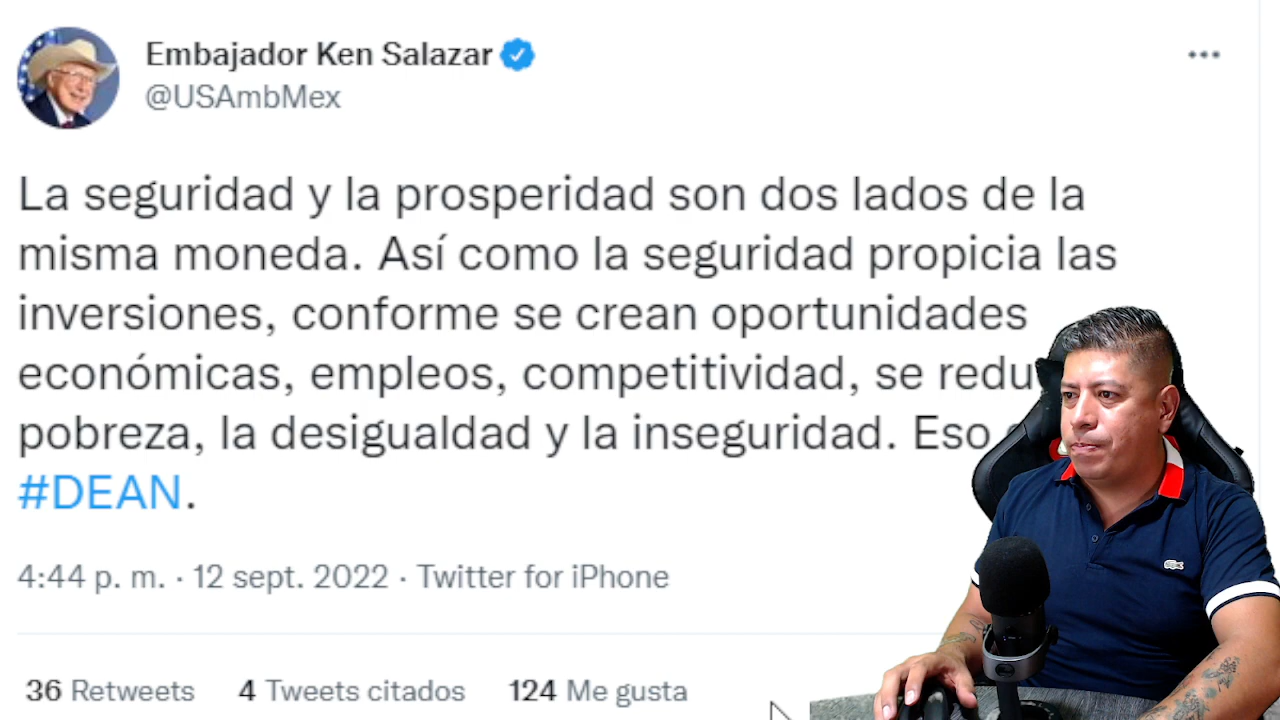 Embajador Ken Salazar
@USAmbMex
La seguridad y la prosperidad son dos lados de la
misma moneda. Así como la seguridad propicia las
inversiones, conforme se crean oportunidades
económicas, empleos, competitividad, se
pobreza, la desigualdad y la inseguridad. Eso
#DEAN.
4:44 p. m. · 12 sept. 2022 · Twitter for iPhone
36 Retweets 4 Tweets citados 124 Me gusta